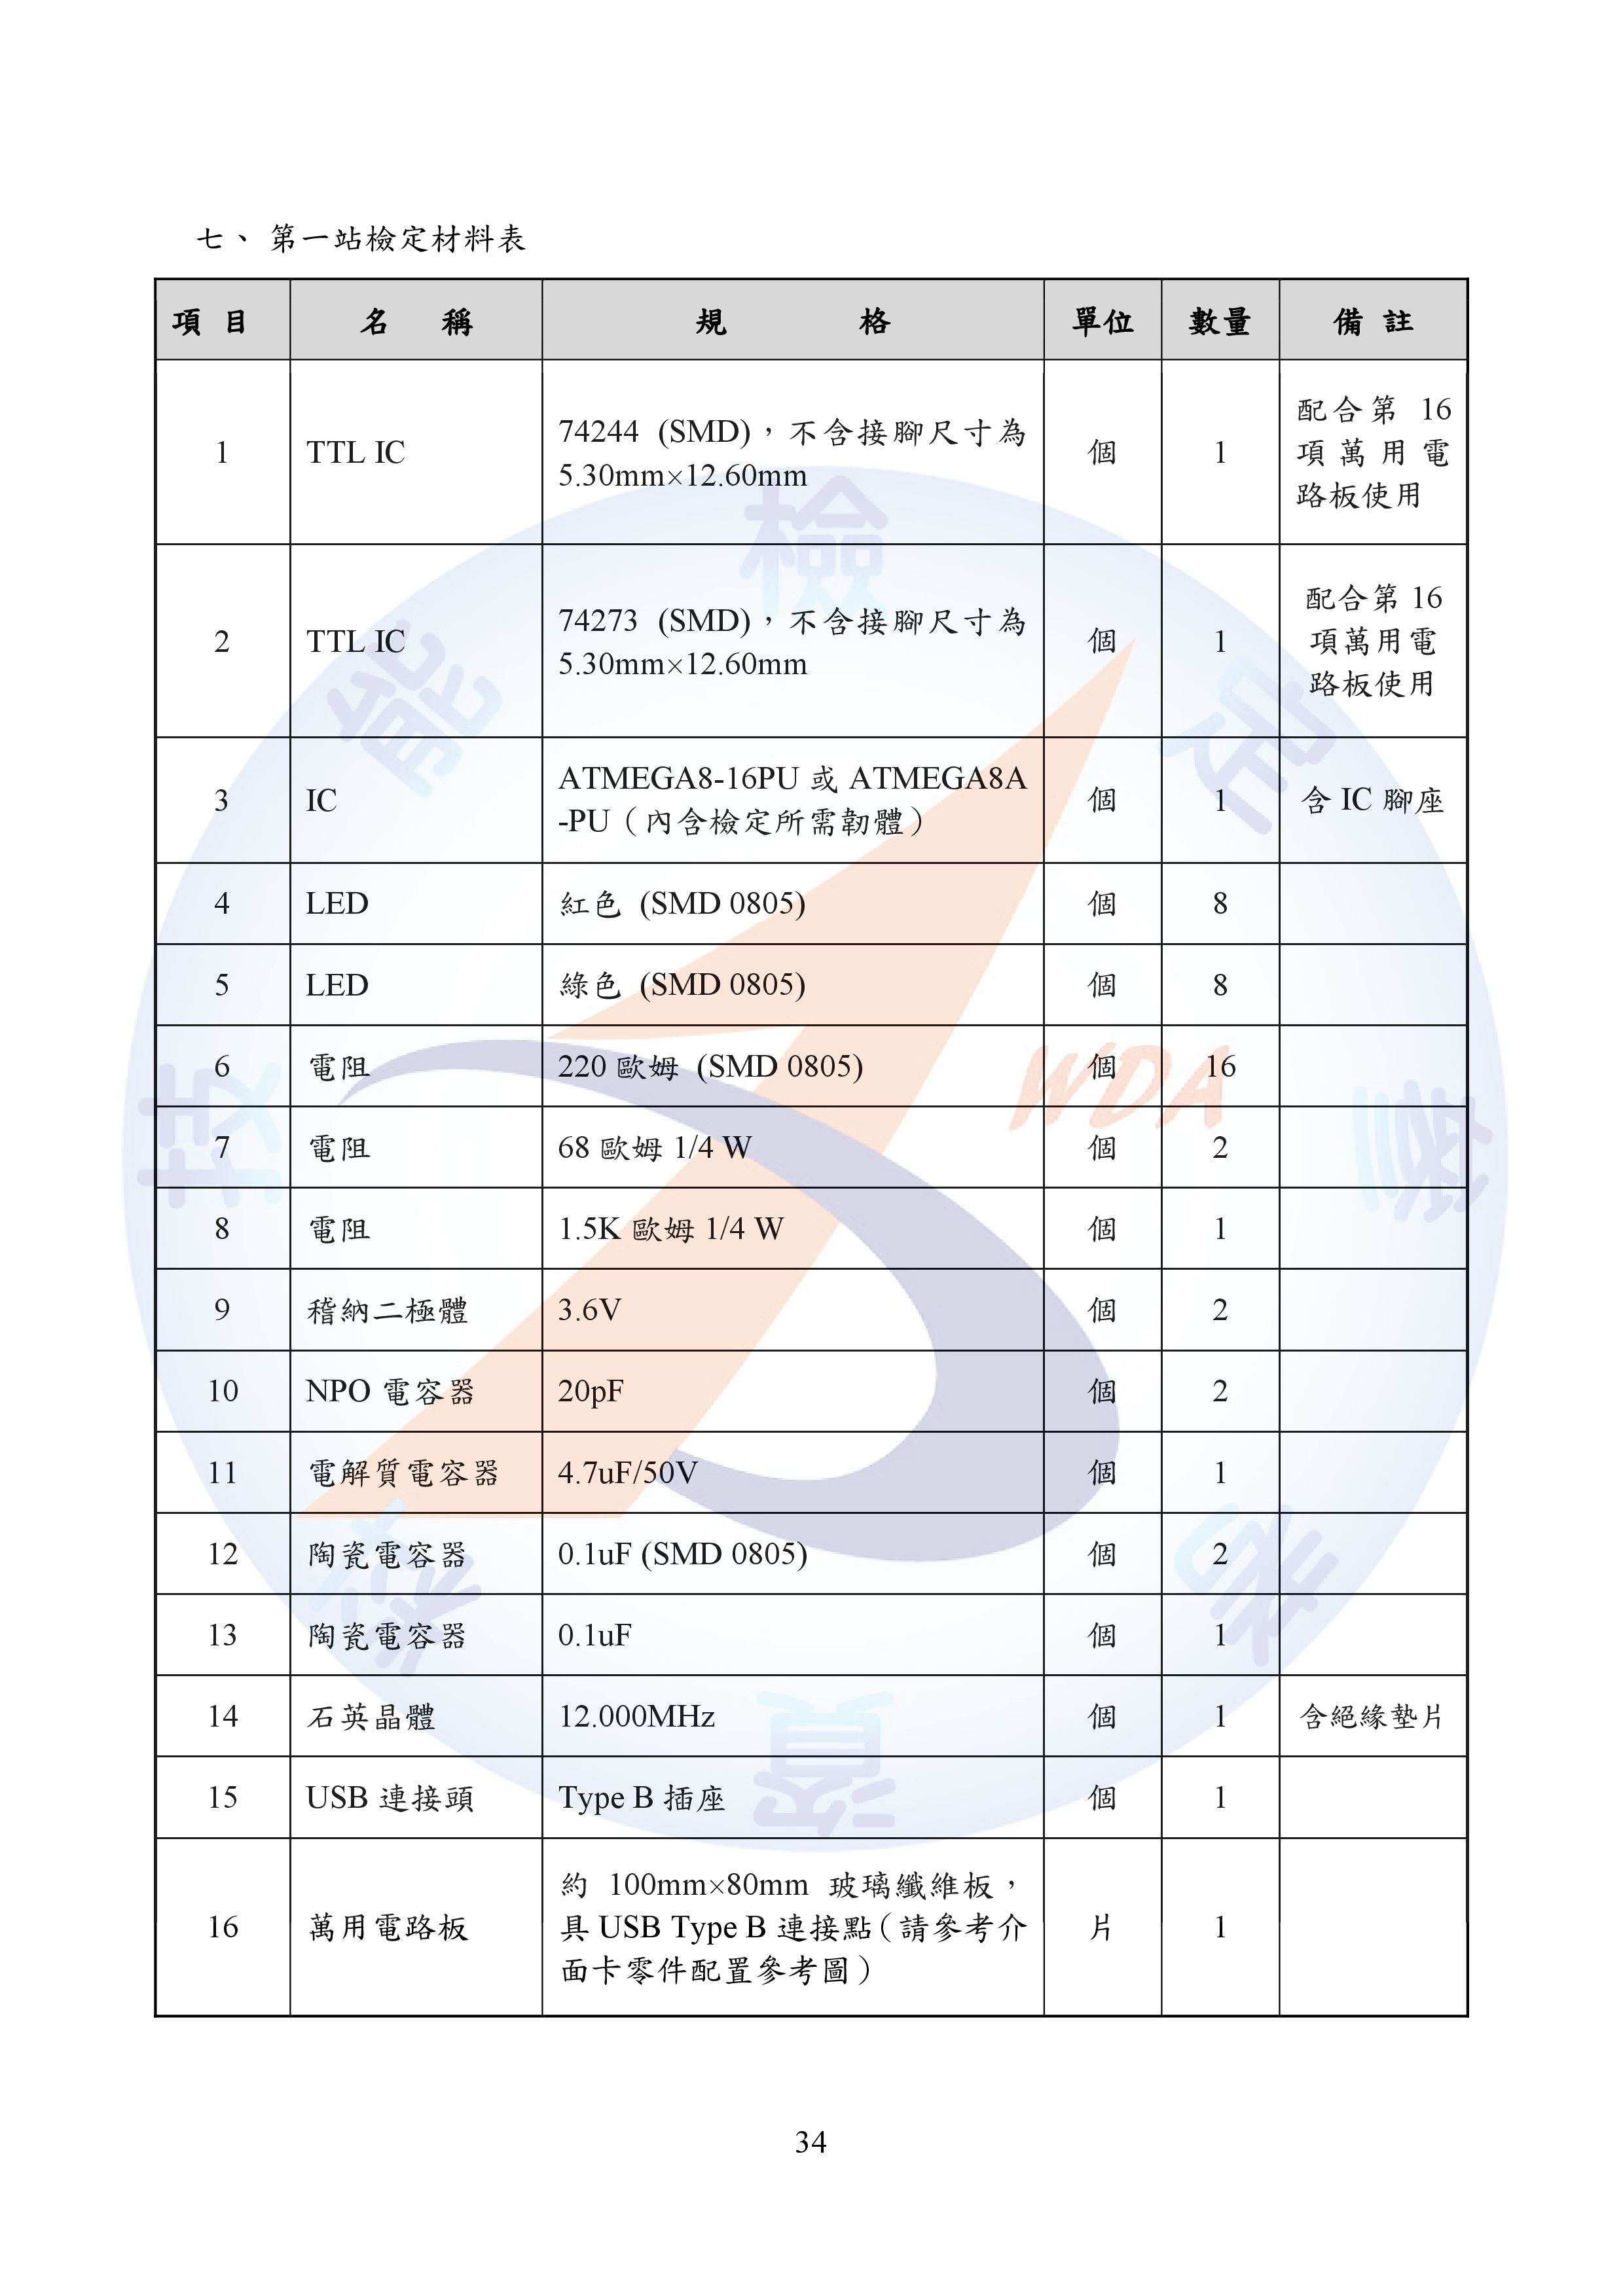 七、 第一站檢定材料表
項 目 名 稱 規 格 單位 數量 備 註
1 TTL IC 74244 (SMD)，不含接腳尺寸為 個 1 配合第 16
5.30mm×12.60mm 項萬用電
路板使用
2 TTL IC 74273 (SMD)，不含接腳尺寸為 個 1 配合第 16
5.30mm×12.60mm 項萬用電
路板使用
3 IC ATMEGA8-16PU 或 ATMEGA8A 個 1 含 IC 腳座
-PU（內含檢定所需韌體）
4 LED 紅色 (SMD 0805) 個 8
5 LED 綠色 (SMD 0805) 個 8
6 電阻 220 歐姆 (SMD 0805) 個 16
7 電阻 68 歐姆 1/4 W 個 2
8 電阻 1.5K 歐姆 1/4 W 個 1
9 稽納二極體 3.6V 個 2
10 NPO 電容器 20pF 個 2
11 電解質電容器 4.7uF/50V 個 1
12 陶瓷電容器 0.1uF (SMD 0805) 個 2
13 陶瓷電容器 0.1uF 個 1
14 石英晶體 12.000MHz 個 1 含絕緣墊片
15 USB 連接頭 Type B 插座 個 1
16 萬用電路板 約 100mm×80mm 玻璃纖維板， 片 1
具 USB Type B 連接點（請參考介
面卡零件配置參考圖）
WDA
技能檢定
34